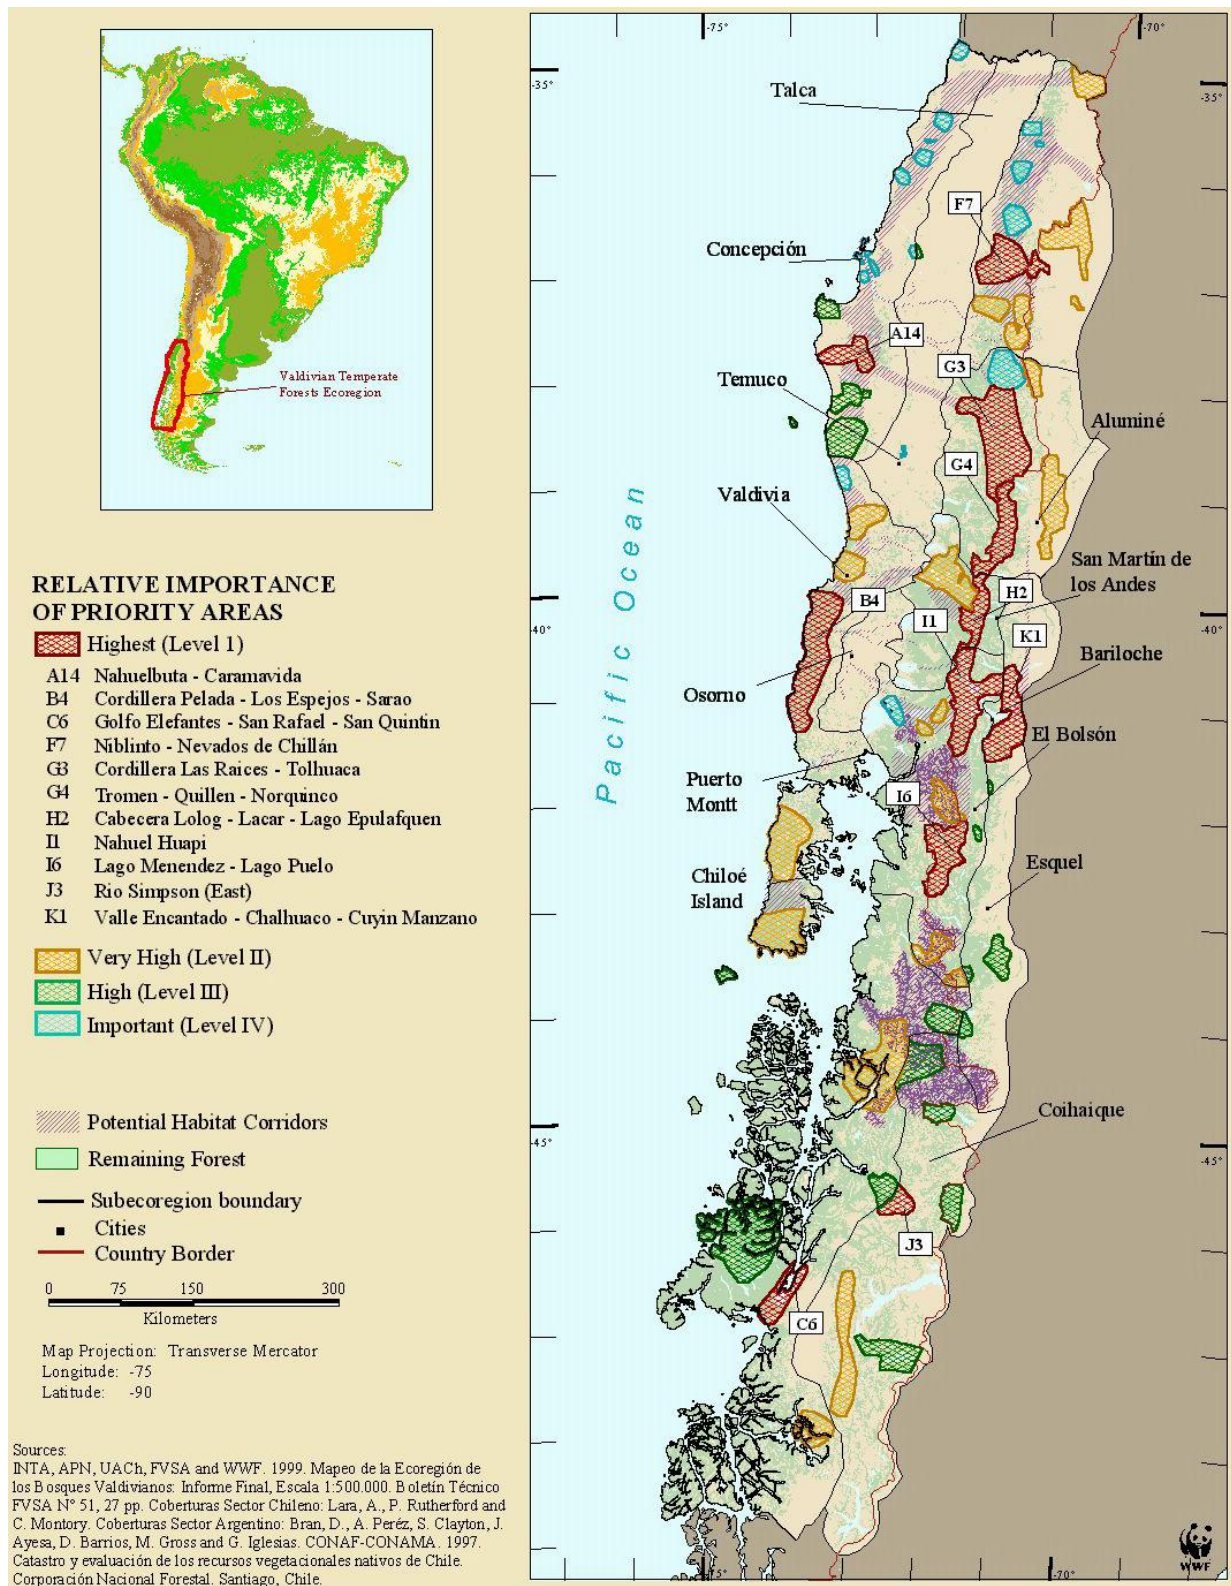 Valdivian Temperate
Forests Ecoregion
RELATIVE IMPORTANCE
OF PRIORITY AREAS
Highest (Level 1)
A14 Nahuelbuta - Caramavida
B4 Cordillera Pelada - Los Espejos - Sarao
C6 Golfo Elefantes - San Rafael - San Quintin
F7 Niblinto - Nevados de Chillán
G3 Cordillera Las Raices - Tolhuaca
G4 Tromen - Quillen - Norquinco
H2 Cabecera Lolog - Lacar - Lago Epulafquen
I1 Nahuel Huapi
I6 Lago Menendez - Lago Puelo
J3 Rio Simpson (East)
K1 Valle Encantado - Chalhuaco - Cuyin Manzano
Very High (Level II)
High (Level III)
Important (Level IV)
Potential Habitat Corridors
Remaining Forest
Subecoregion boundary
Cities
Country Border
0 75 150 300
Kilometers
Map Projection: Transverse Mercator
Longitude: -75
Latitude: -90
Sources:
INTA, APN, UACh, FVSA and WWF. 1999. Mapeo de la Ecoregión de
los Bosques Valdivianos: Informe Final, Escala 1:500.000. Boletín Técnico
FVSA N° 51, 27 pp. Coberturas Sector Chileno: Lara, A., P. Rutherford and
C. Montory. Coberturas Sector Argentino: Bran, D., A. Peréz, S. Clayton, J.
Ayesa, D. Barrios, M. Gross and G. Iglesias. CONAF-CONAMA. 1997.
Catastro y evaluación de los recursos vegetacionales nativos de Chile.
Corporación Nacional Forestal. Santiago, Chile.
-75° -70°
-35° -35°
Talca
F7
Concepción
A14
G3
Temuco
Aluminé
G4
Valdivia
San Martín de
los Andes
H2
B4
I1
-40° -40°
K1
Bariloche
Osorno
El Bolsón
Pacific Ocean
Puerto
Montt
I6
Esquel
Chiloé
Island
Coihaique
-45° -45°
J3
C6
-75° -70°
WWF